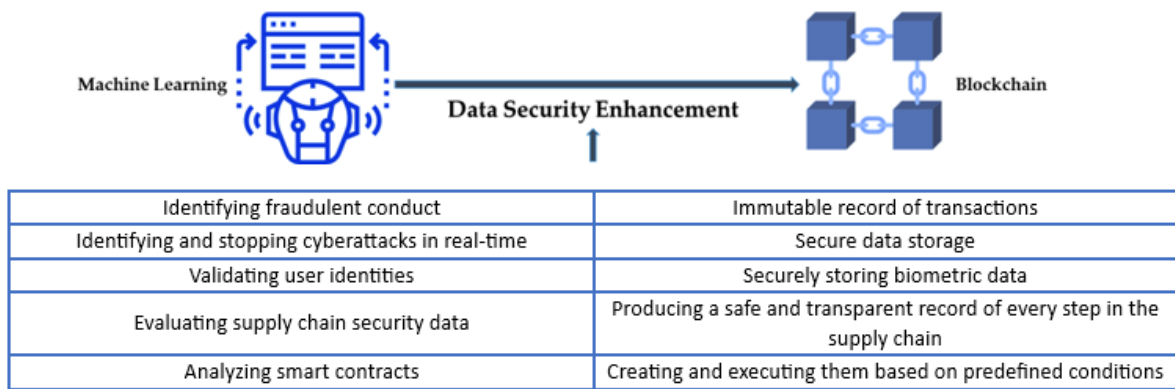 Machine Learning
Blockchain
Data Security Enhancement
Identifying fraudulent conduct
Immutable record of transactions
Identifying and stopping cyberattacks in real-time
Secure data storage
Validating user identities
Securely storing biometric data
Evaluating supply chain security data
Producing a safe and transparent record of every step in the
supply chain
Analyzing smart contracts
Creating and executing them based on predefined conditions